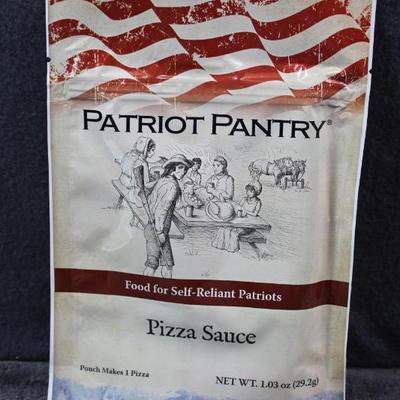 PATRIOT PANTRY®
Food for Self-Reliant Patriots
Pizza Sauce
Pouch Makes 1 Pizza
NET WT. 1.03 oz (29.2g)